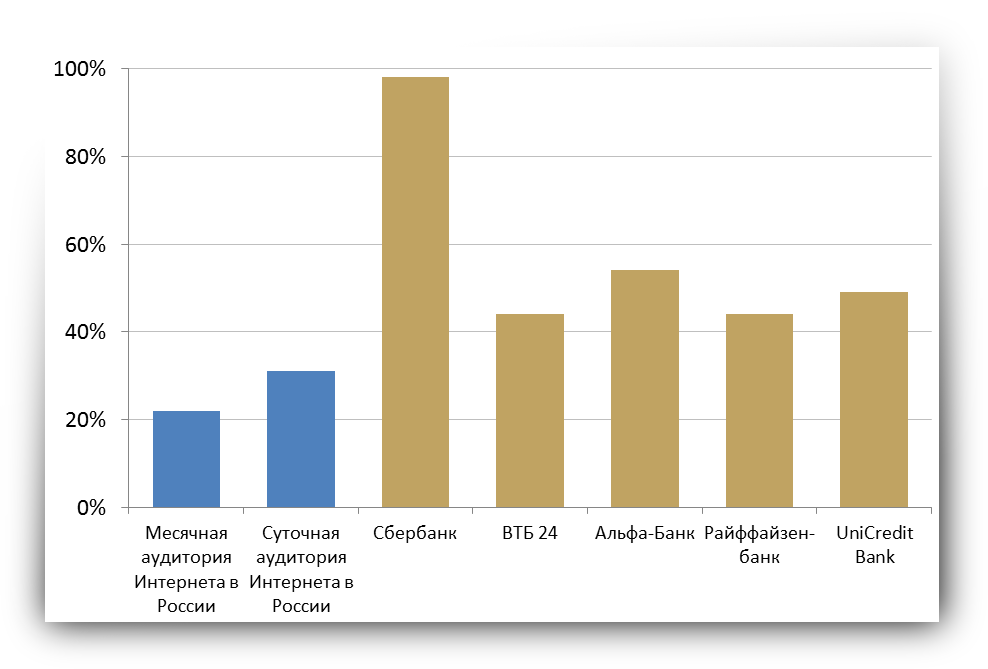 100%
80%
60%
40%
20%
0%
Месячная
аудитория
Интернета в
России
Суточная
аудитория
Интернета в
России
Сбербанк
ВТБ 24
Альфа-Банк
Райффайзен-
банк
UniCredit
Bank